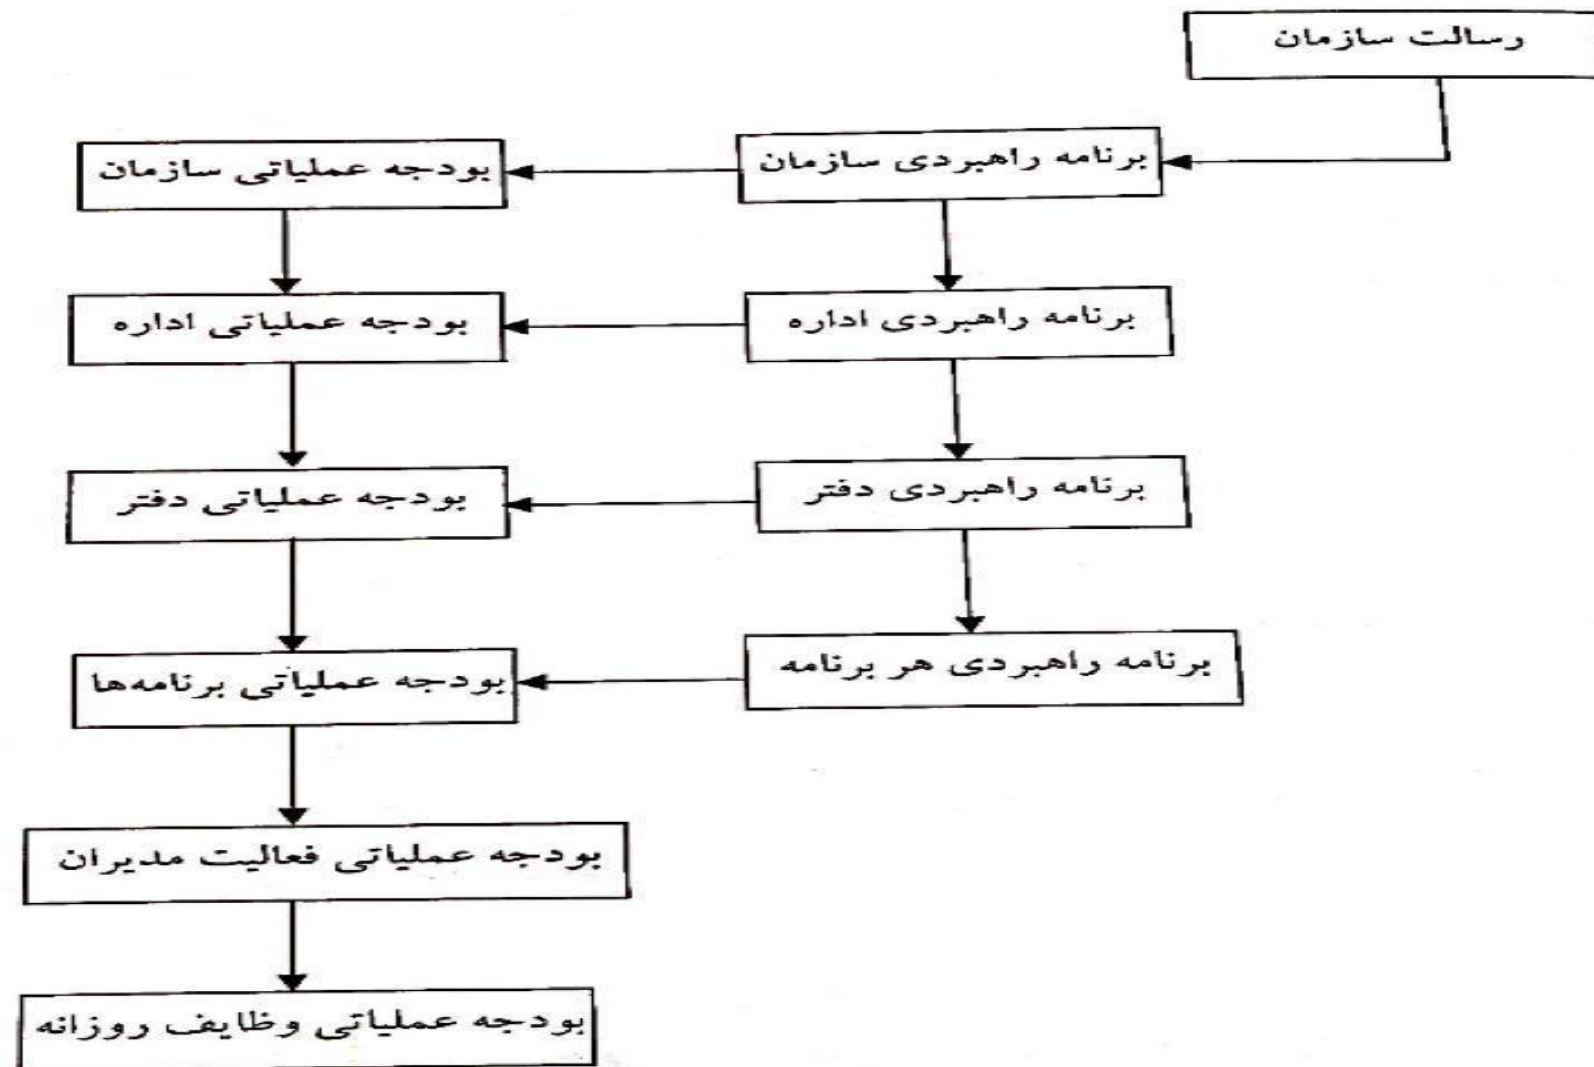 رسالت سازمان
برنامه راهبردی سازمان
بودجه عملیاتی سازمان
برنامه راهبردی اداره
بودجه عملیاتی اداره
برنامه راهبردی دفتر
بودجه عملیاتی دفتر
برنامه راهبردی هر برنامه
بودجه عملیاتی برنامه‌ها
بودجه عملیاتی فعالیت مدیران
بودجه عملیاتی وظایف روزانه